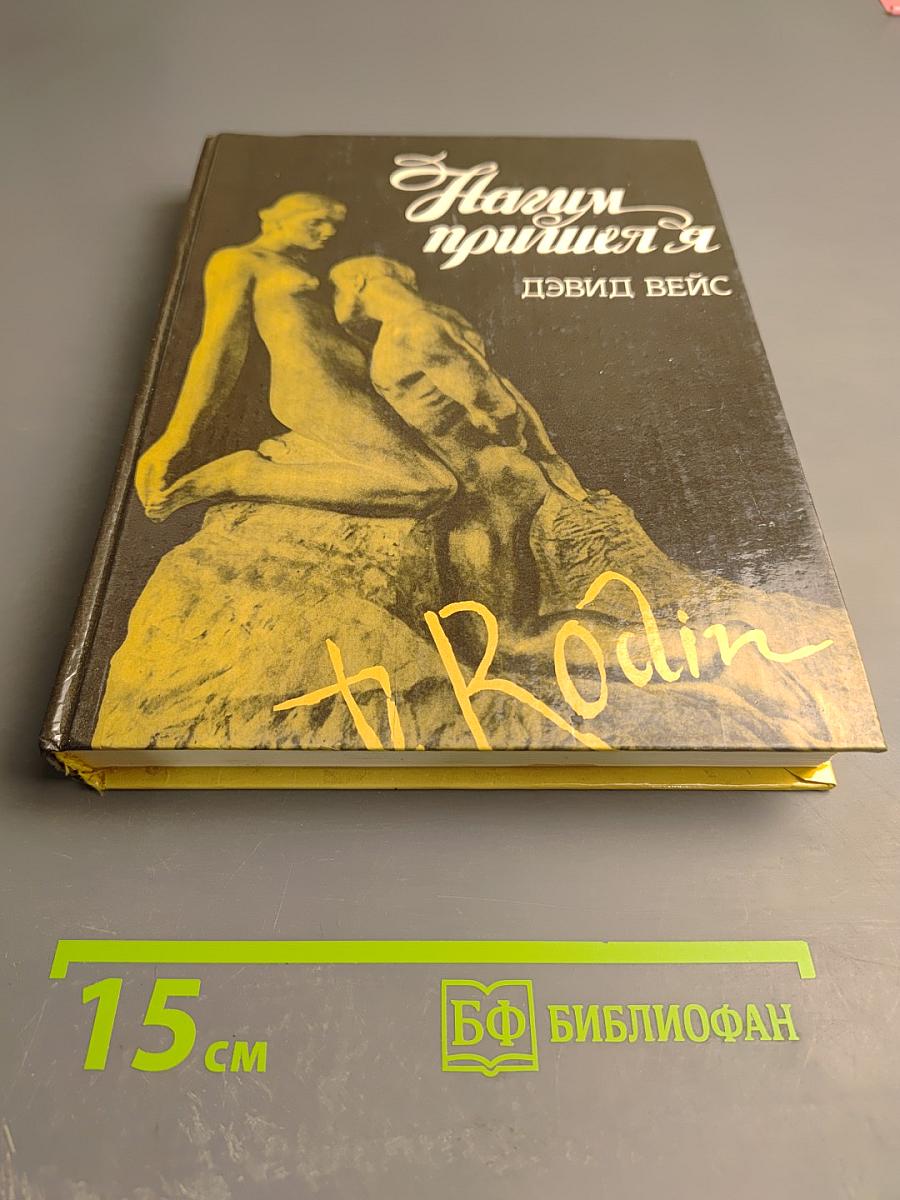 Нагим
пришел я
ДЭВИД ВЕЙС
A. Rodin
15 см
БФ БИБЛИОФАН